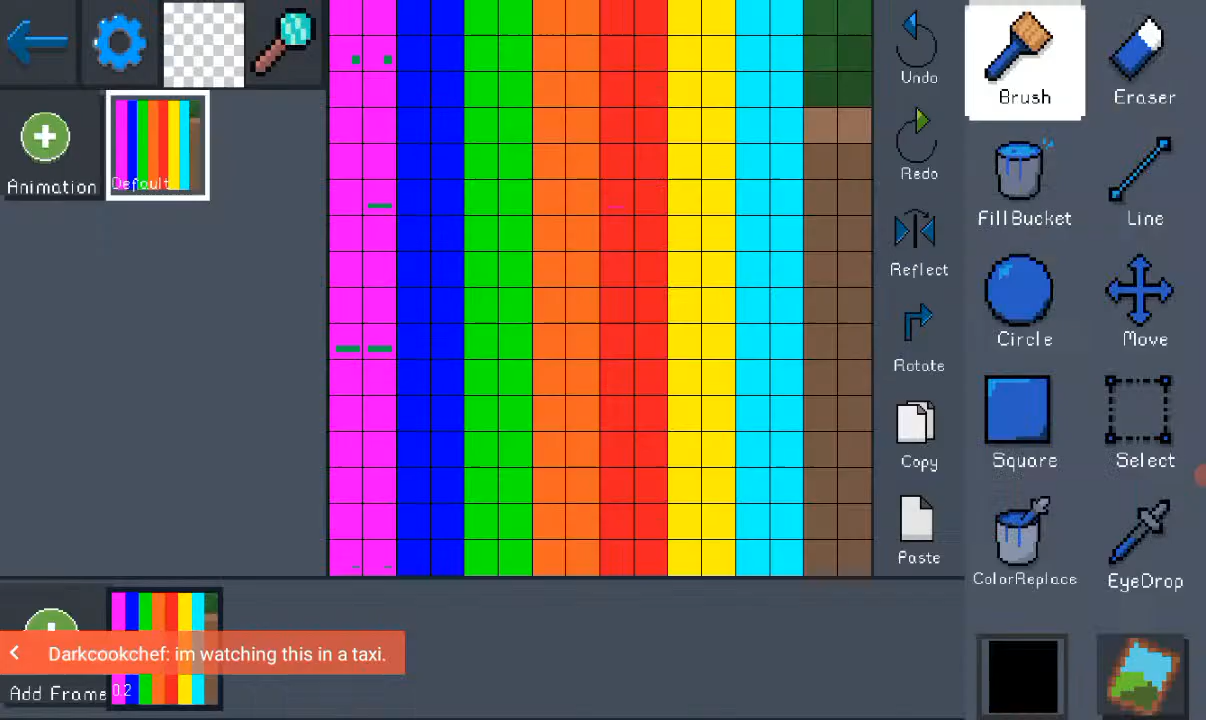 Undo
Brush
Eraser
Animation
Default
Redo
FillBucket
Line
Reflect
Circle
Move
Rotate
Copy
Square
Select
Paste
ColorReplace
EyeDrop
Darkcookchef: im watching this in a taxi.
Add Frame
0.2